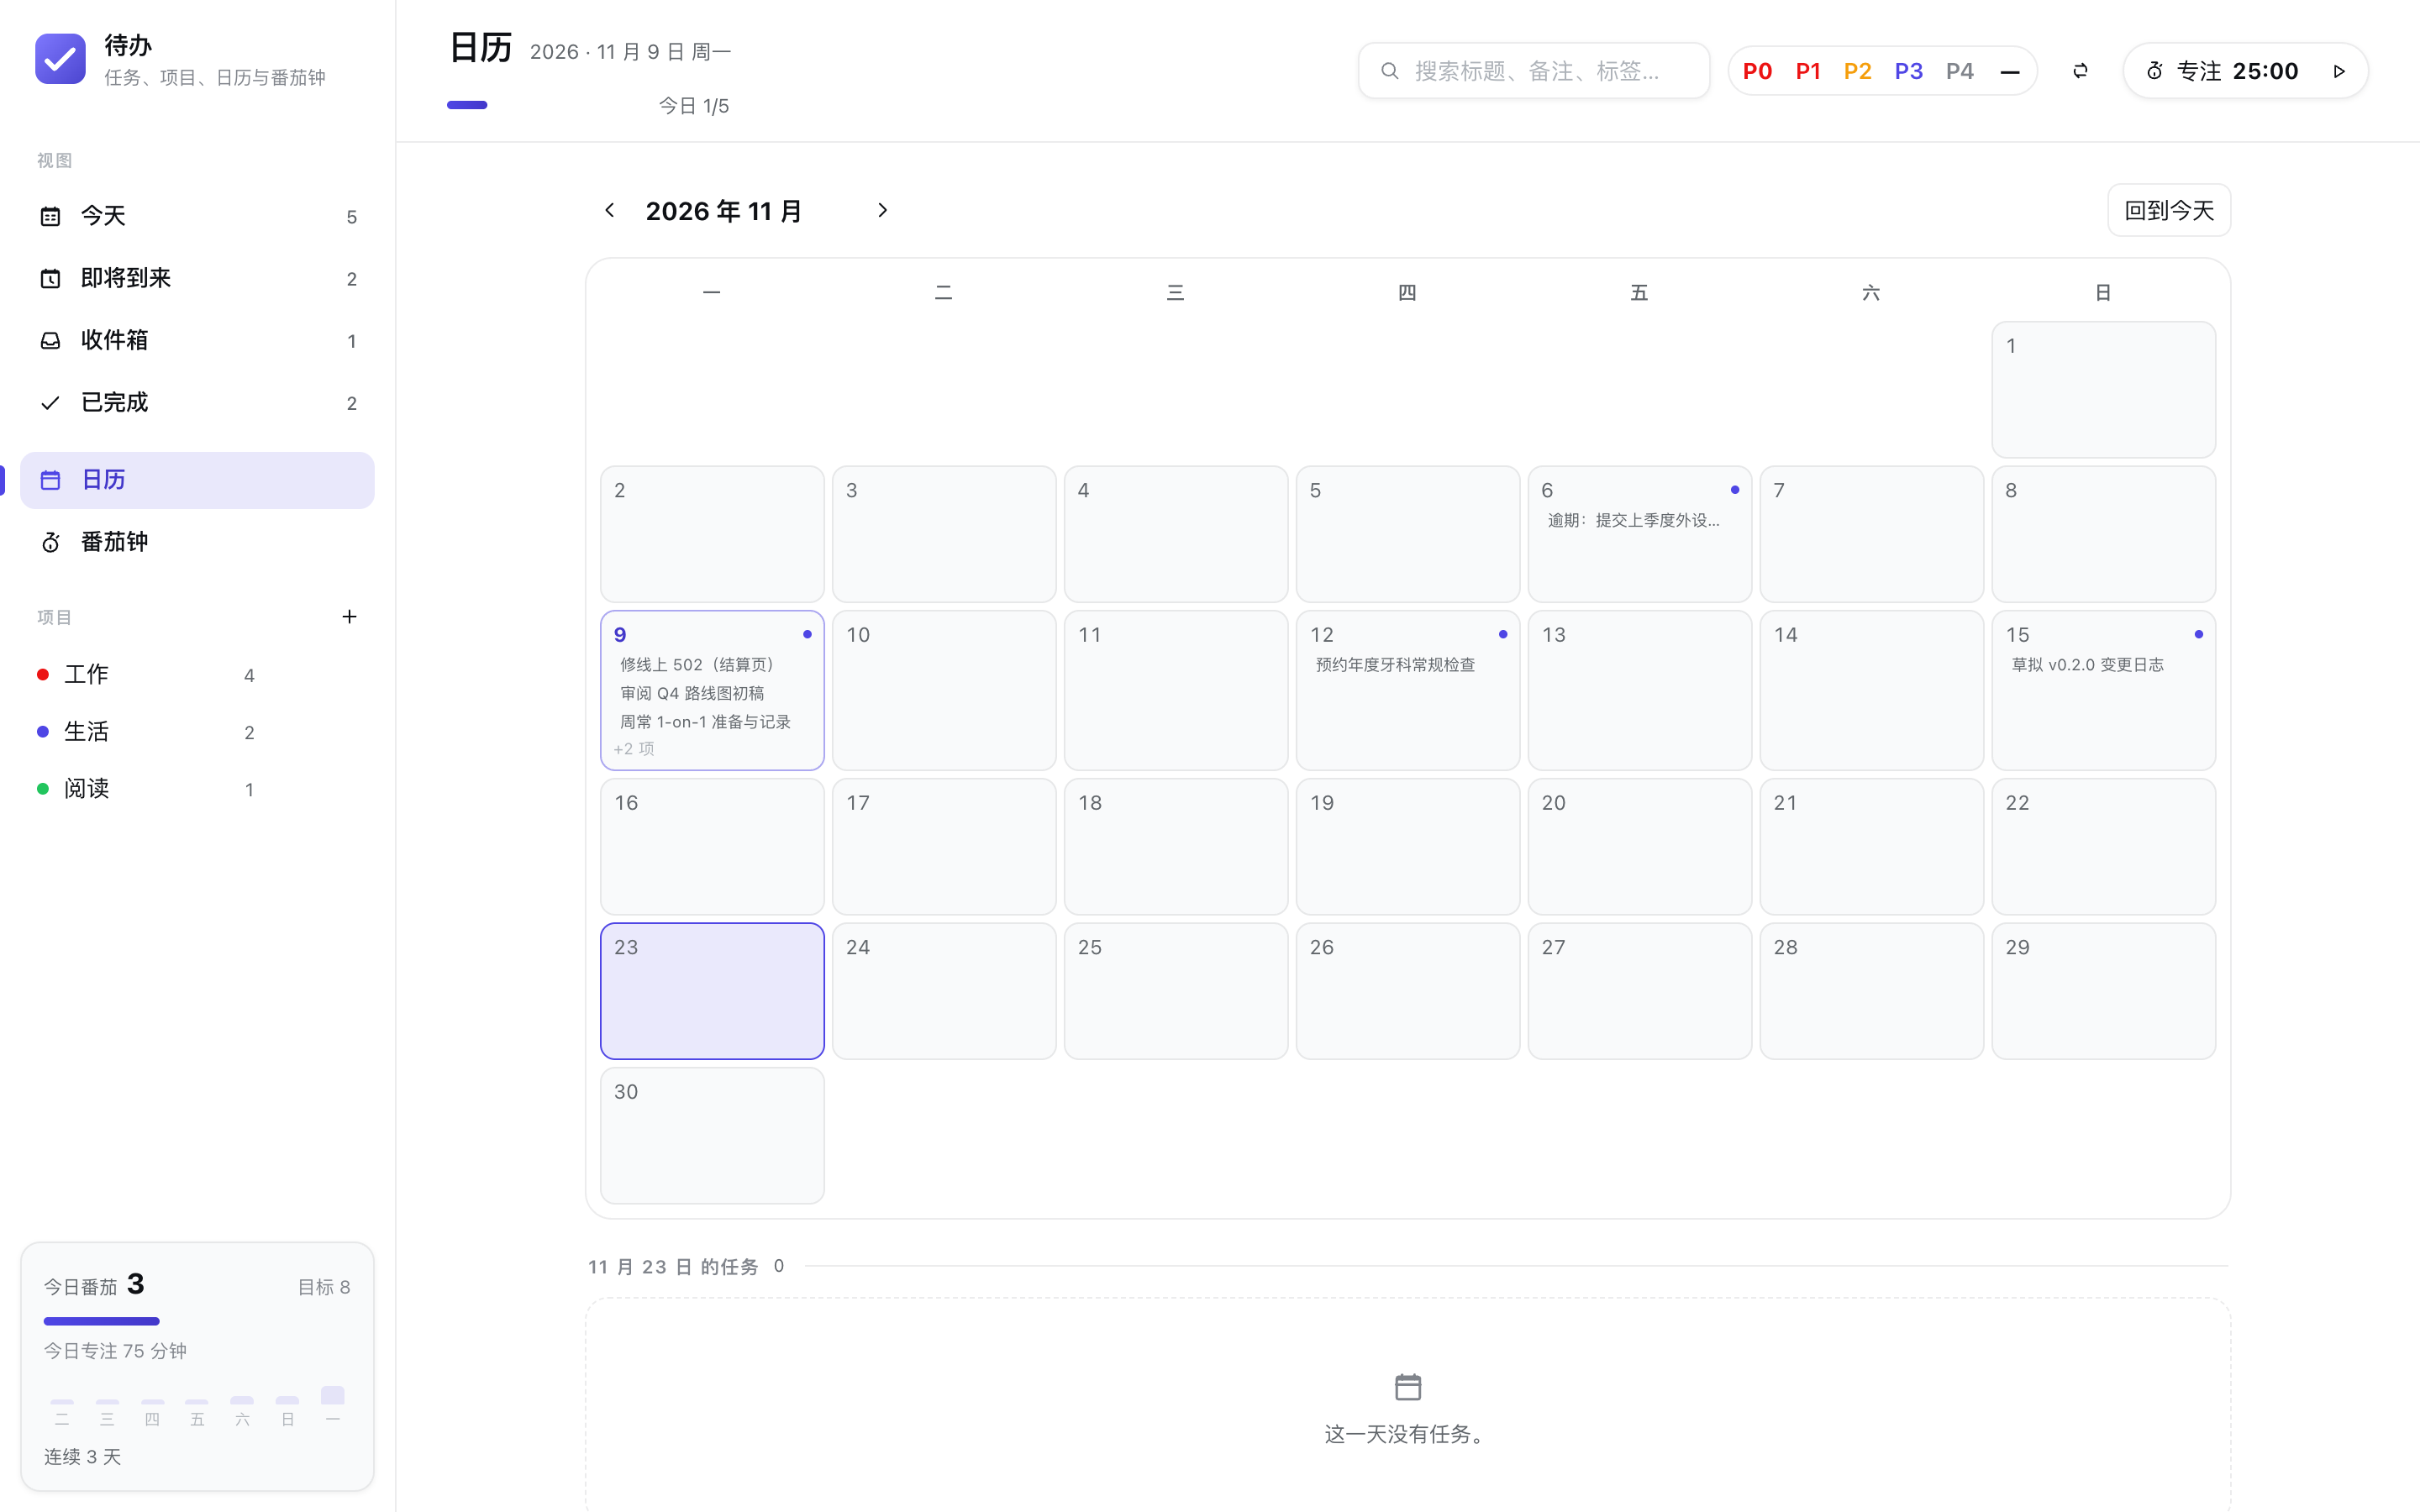 待办
任务、项目、日历与番茄钟
视图
今天 5
即将到来 2
收件箱 1
已完成 2
日历
番茄钟
项目
工作 4
生活 2
阅读 1
今日番茄 3 目标 8
今日专注 75 分钟
二 三 四 五 六 日 一
连续 3 天
日历 2026 · 11 月 9 日 周一
今日 1/5
搜索标题、备注、标签...
P0 P1 P2 P3 P4 —
专注 25:00
2026 年 11 月
回到今天
一 二 三 四 五 六 日
1
2 3 4 5 6 7 8
逾期：提交上季度外设...
9 10 11 12 13 14 15
修线上 502（结算页） 预约年度牙科常规检查 草拟 v0.2.0 变更日志
审阅 Q4 路线图初稿
周常 1-on-1 准备与记录
+2 项
16 17 18 19 20 21 22
23 24 25 26 27 28 29
30
11 月 23 日 的任务 0
这一天没有任务。